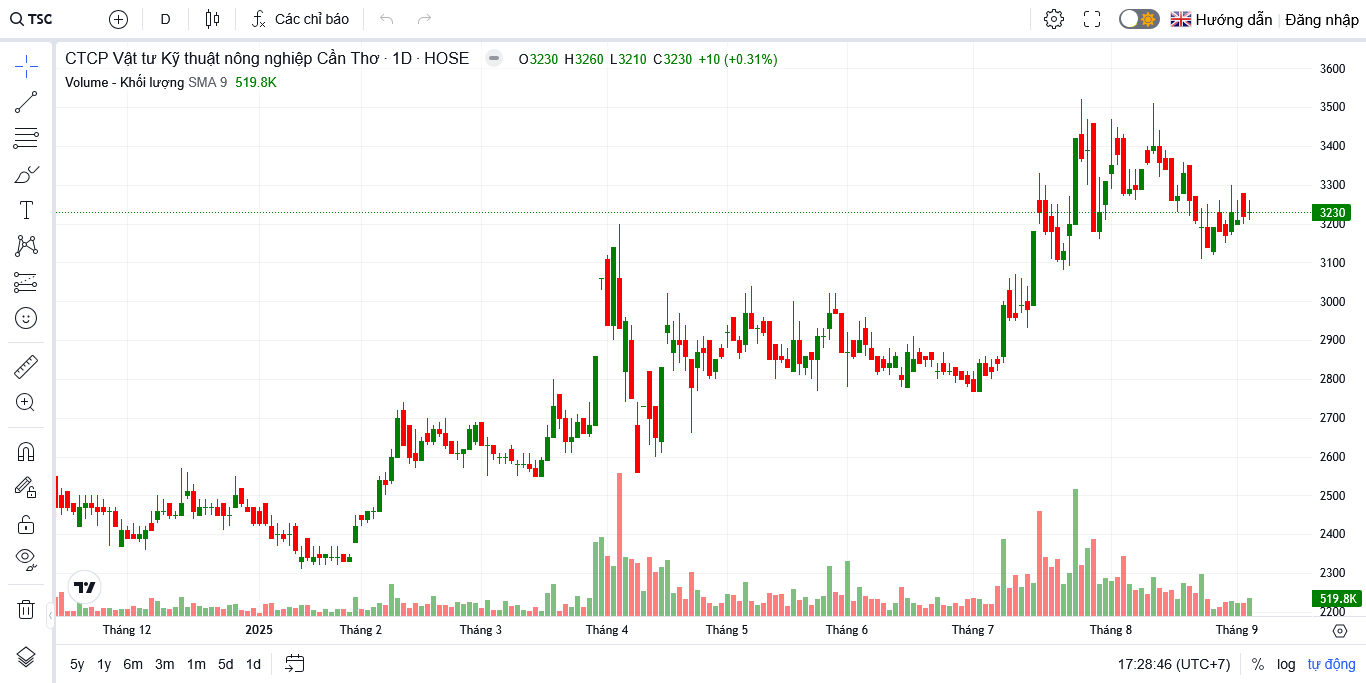 TSC D Các chỉ báo Hướng dẫn Đăng nhập
CTCP Vật tư Kỹ thuật nông nghiệp Cần Thơ · 1D · HOSE O3230 H3260 L3210 C3230 +10 (+0.31%)
Volume - Khối lượng SMA 9 519.8K
3600
3500
3400
3300
3230
3200
3100
3000
2900
2800
2700
2600
2500
2400
2300
519.8K
2200
Tháng 12 2025 Tháng 2 Tháng 3 Tháng 4 Tháng 5 Tháng 6 Tháng 7 Tháng 8 Tháng 9
5y 1y 6m 3m 1m 5d 1d 17:28:46 (UTC+7) % log tự động